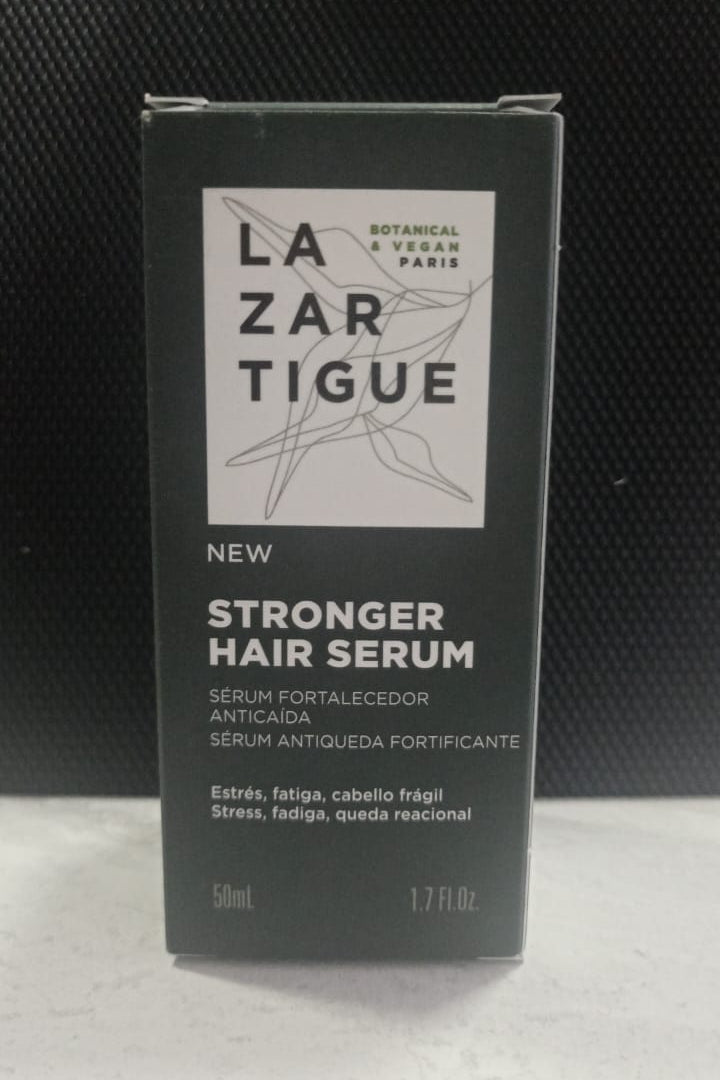 LA
ZAR
TIGUE
BOTANICAL
& VEGAN
PARIS
NEW
STRONGER
HAIR SERUM
SÉRUM FORTALECEDOR
ANTICAÍDA
SÉRUM ANTIQUEDA FORTIFICANTE
Estrés, fatiga, cabello frágil
Stress, fadiga, queda reacional
50mL 1.7 Fl.Oz.